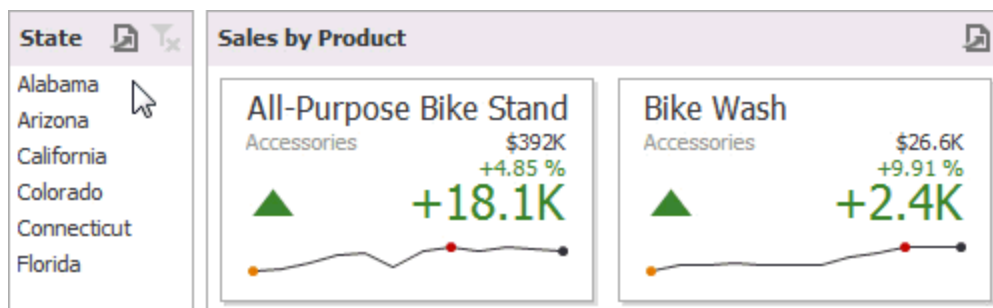 State
Alabama
Arizona
California
Colorado
Connecticut
Florida
Sales by Product
All-Purpose Bike Stand
Accessories $392K
+4.85 %
+18.1K
Bike Wash
Accessories $26.6K
+9.91 %
+2.4K